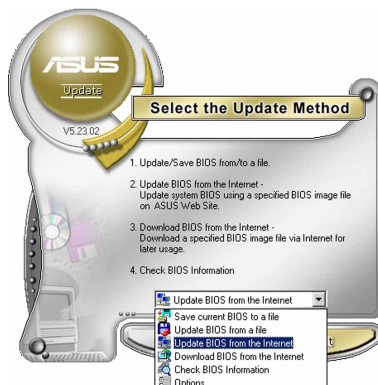 ASUS
Update
V5.23.02
Select the Update Method
1. Update/Save BIOS from/to a file.
2. Update BIOS from the Internet -
Update system BIOS using a specified BIOS image file
on ASUS Web Site.
3. Download BIOS from the Internet -
Download a specified BIOS image file via Internet for
later usage.
4. Check BIOS Information
Update BIOS from the Internet
Save current BIOS to a file
Update BIOS from a file
Update BIOS from the Internet
Download BIOS from the Internet
Check BIOS Information
Options